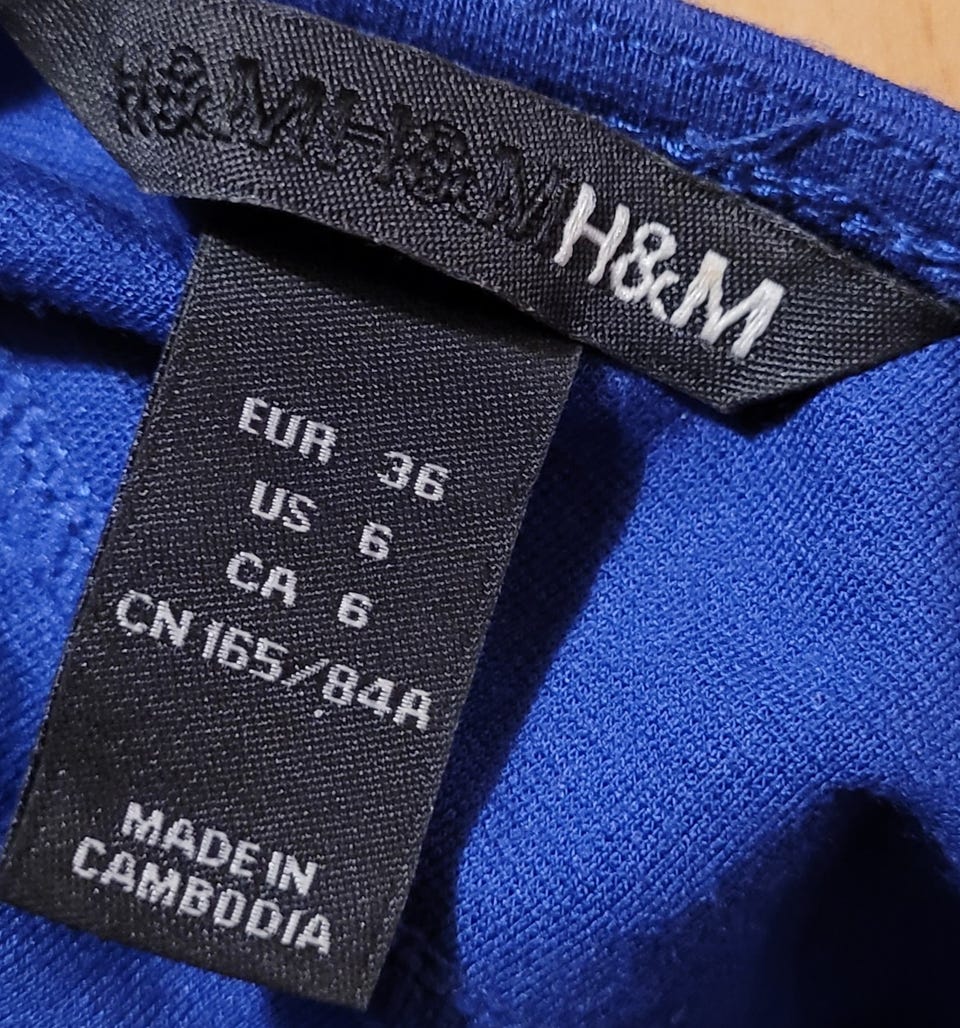 H&M H&M H&M
EUR 36
US 6
CA 6
CN 165/84A
MADE IN
CAMBODIA